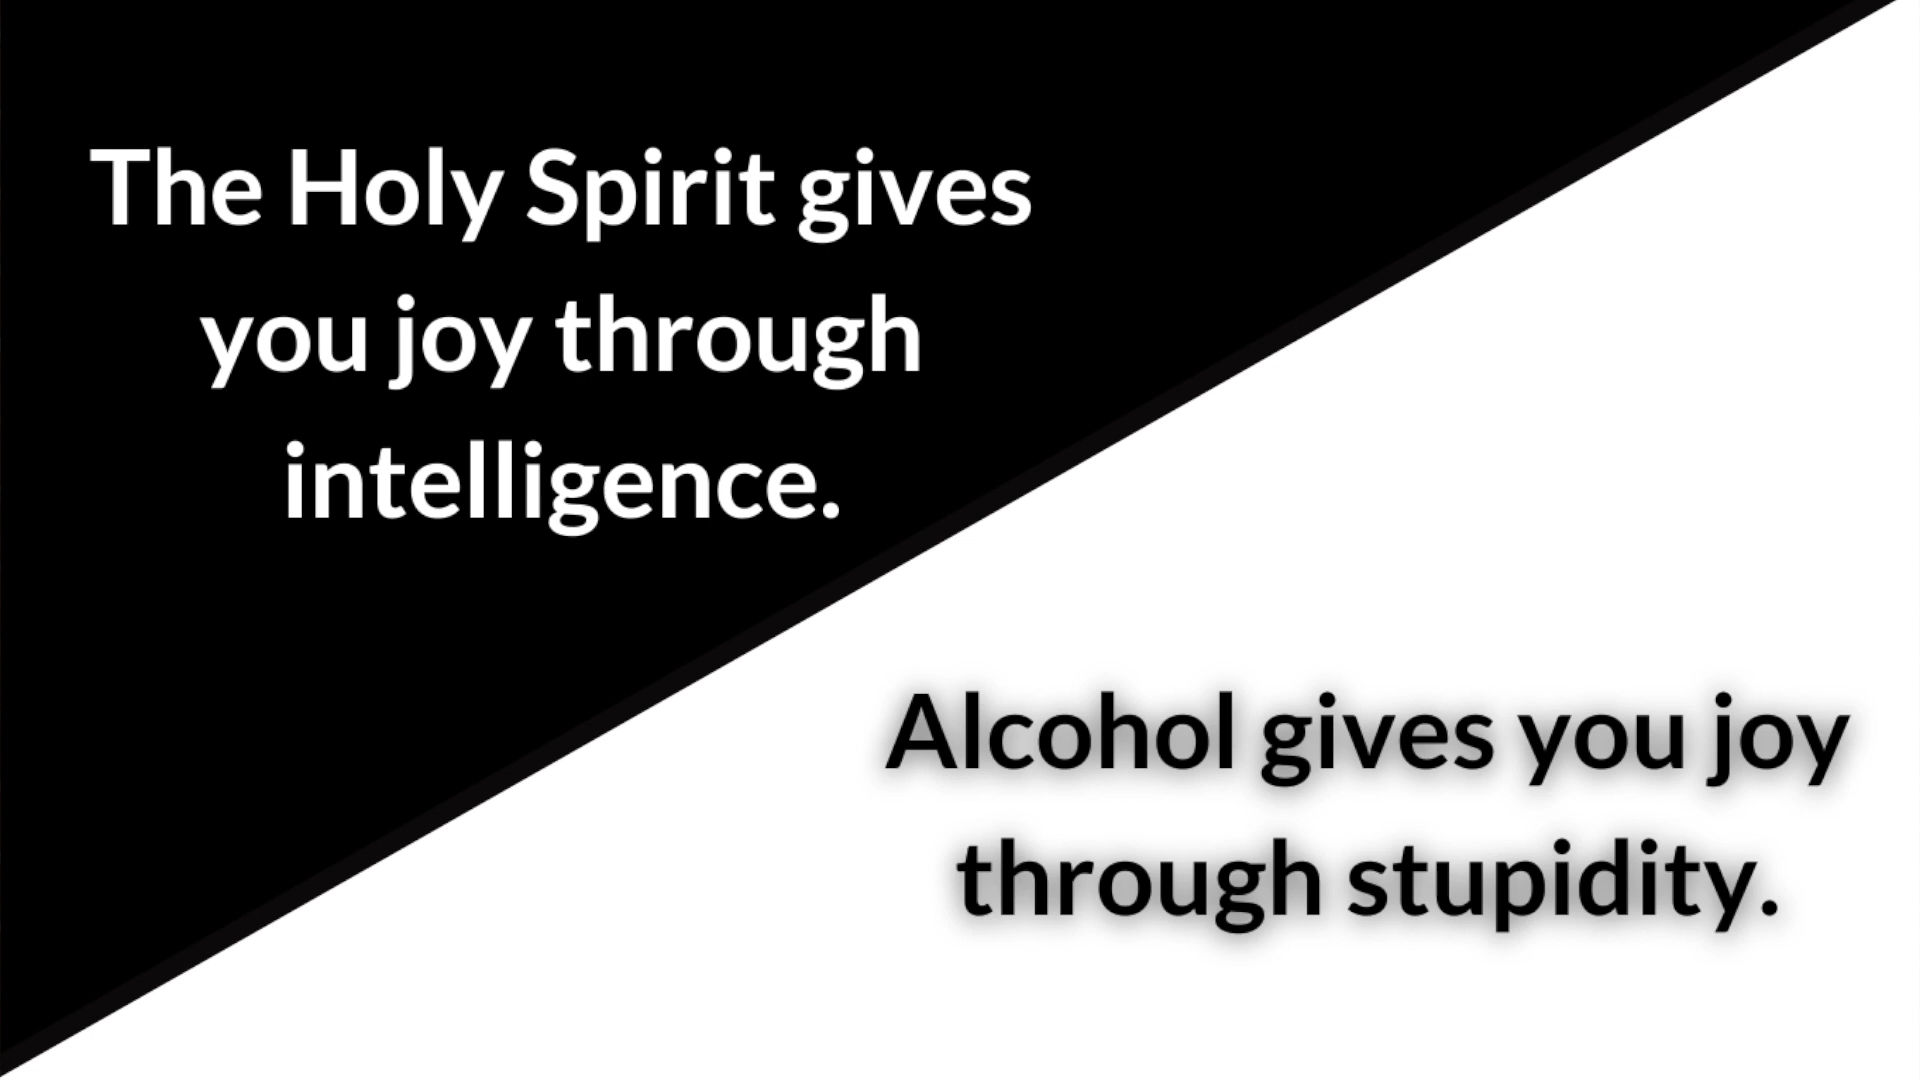 The Holy Spirit gives
you joy through
intelligence.
Alcohol gives you joy
through stupidity.